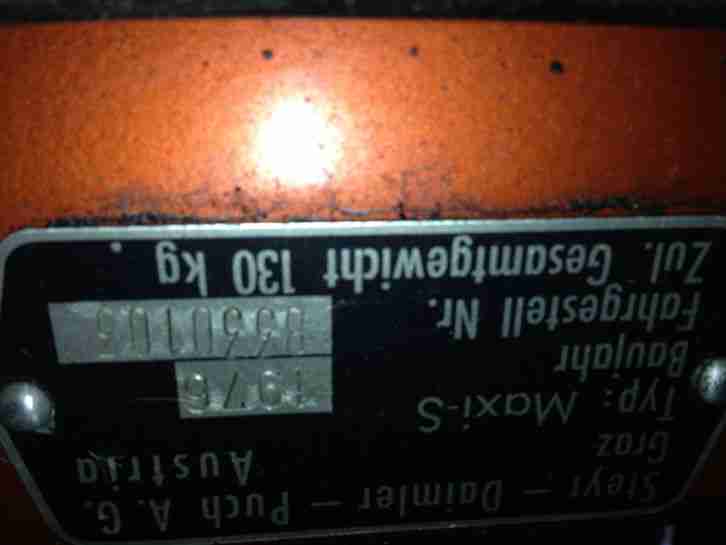 Steyr – Daimler – Puch A.G.
Graz Austria
Typ: Maxi-S
Baujahr 1976
Fahrgestell Nr.
Zul. Gesamtgewicht 130 kg .